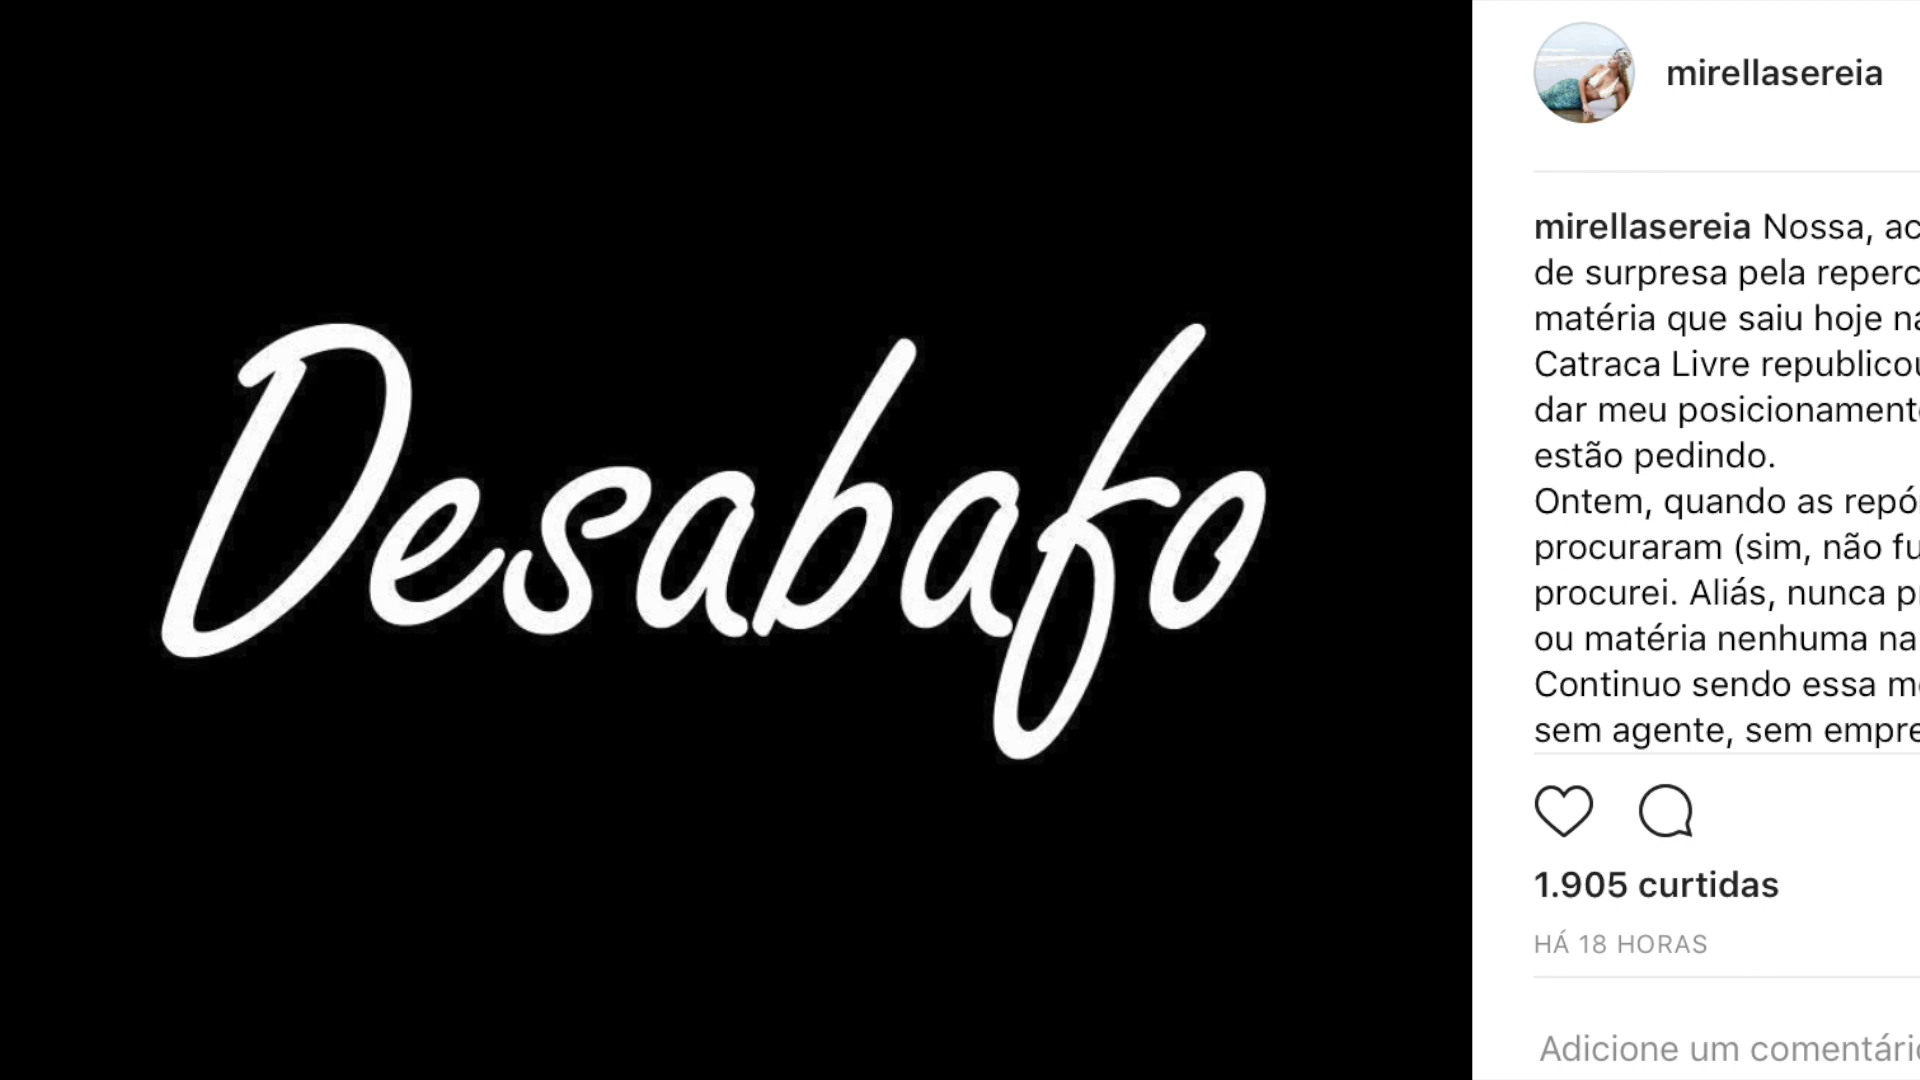 Desabafo
mirellasereia
mirellasereia Nossa,
de surpresa pela
matéria que saiu hoje
Catraca Livre
dar meu
estão pedindo.
Ontem, quando as
procuraram (sim, não
procurei. Aliás, nunca
ou matéria nenhuma na
Continuo sendo essa
sem agente, sem
1.905 curtidas
HÁ 18 HORAS
Adicione um